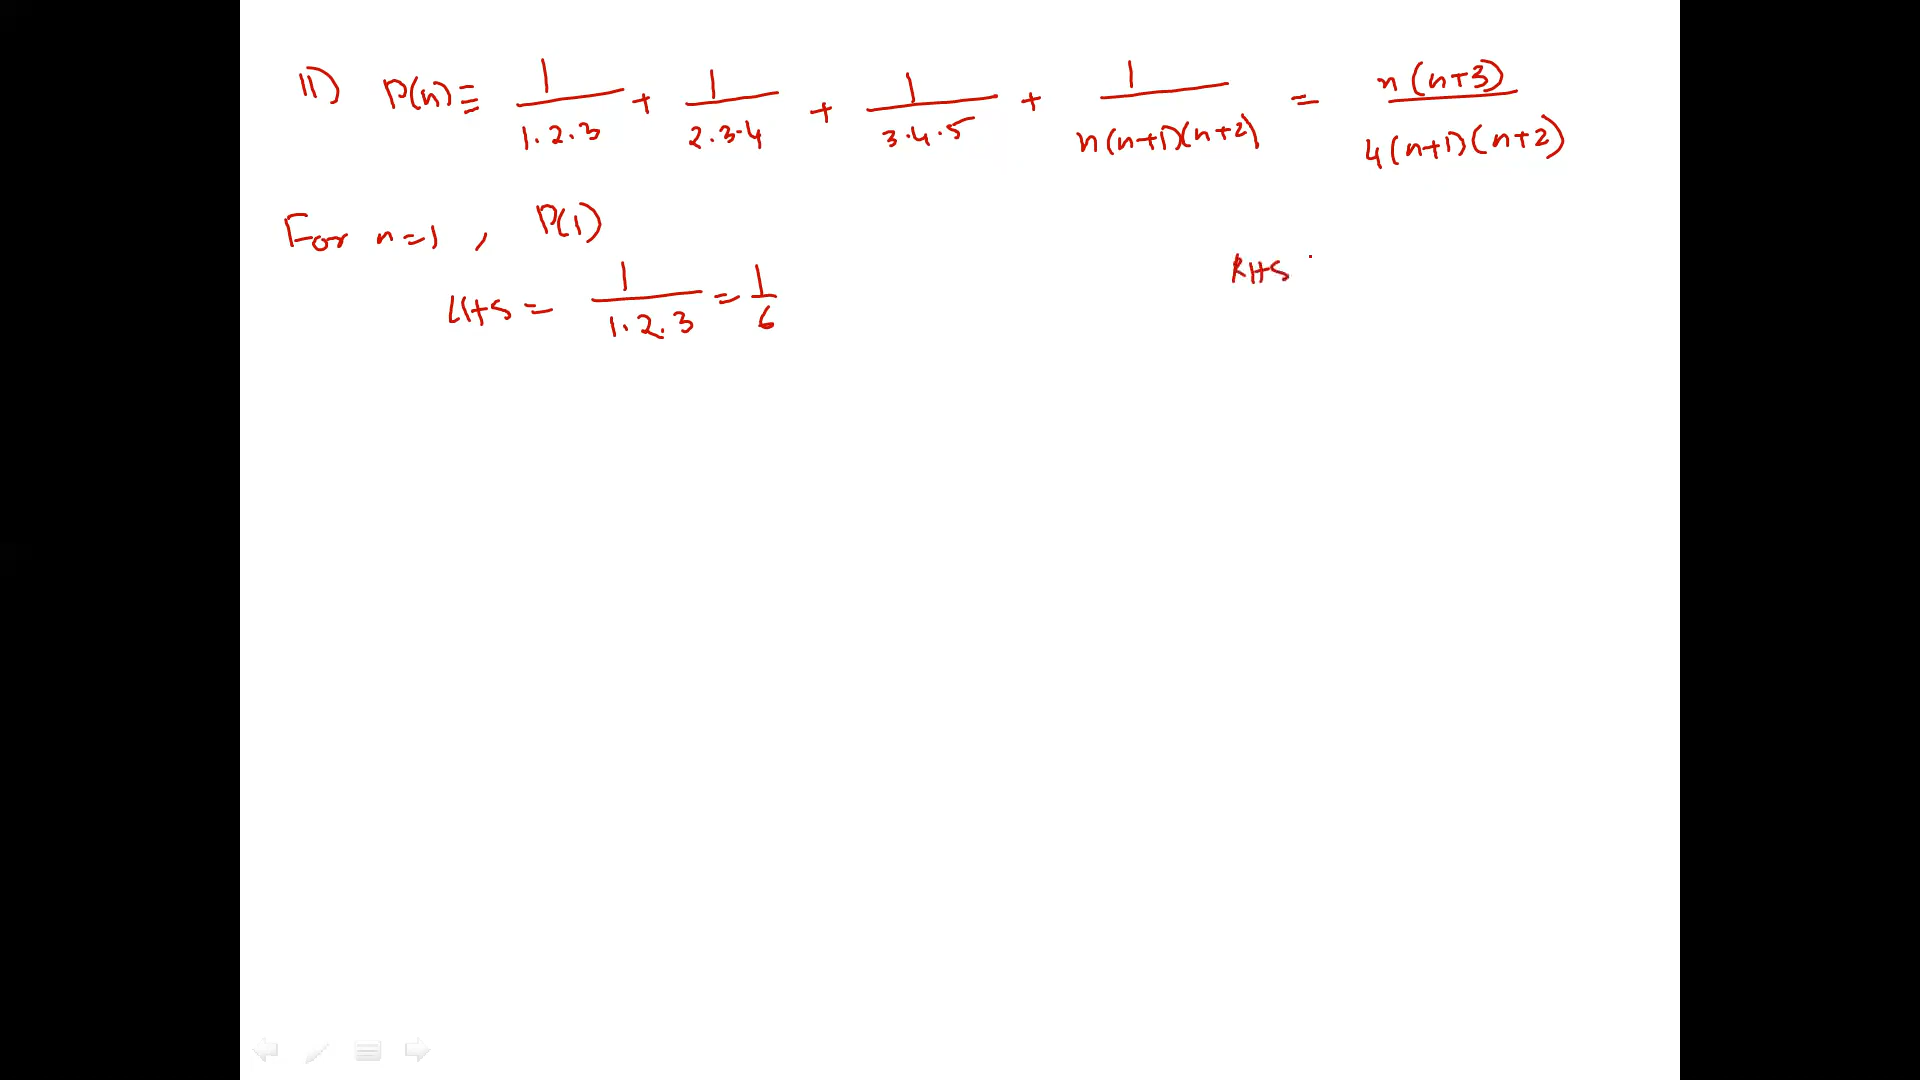 11) P(n) ≡ 1/(1·2·3) + 1/(2·3·4) + 1/(3·4·5) + 1/(n(n+1)(n+2)) = n(n+3)/(4(n+1)(n+2))
For n=1 , P(1)
LHS = 1/(1·2·3) = 1/6 RHS